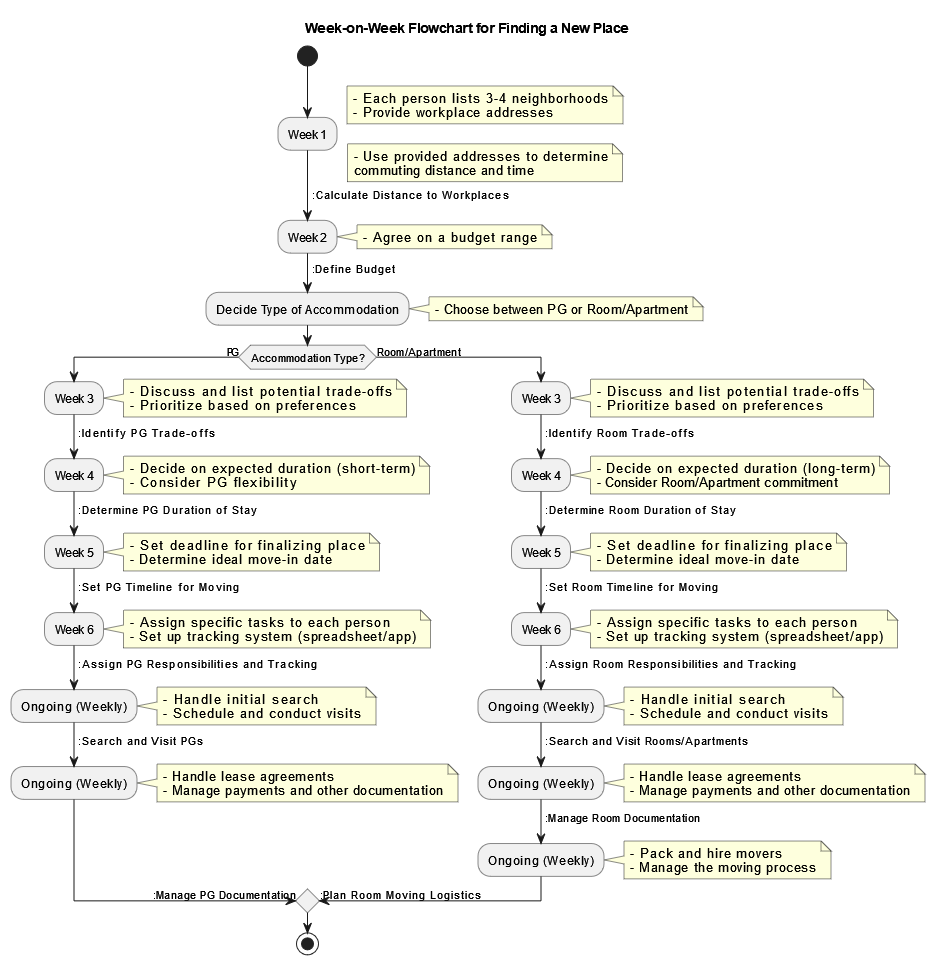 Week-on-Week Flowchart for Finding a New Place
- Each person lists 3-4 neighborhoods
- Provide workplace addresses
Week 1
- Use provided addresses to determine
commuting distance and time
:Calculate Distance to Workplaces
Week 2
- Agree on a budget range
:Define Budget
Decide Type of Accommodation
- Choose between PG or Room/Apartment
PG
Accommodation Type?
Room/Apartment
Week 3
- Discuss and list potential trade-offs
- Prioritize based on preferences
:Identify PG Trade-offs
Week 4
- Decide on expected duration (short-term)
- Consider PG flexibility
:Determine PG Duration of Stay
Week 5
- Set deadline for finalizing place
- Determine ideal move-in date
:Set PG Timeline for Moving
Week 6
- Assign specific tasks to each person
- Set up tracking system (spreadsheet/app)
:Assign PG Responsibilities and Tracking
Ongoing (Weekly)
- Handle initial search
- Schedule and conduct visits
:Search and Visit PGs
Ongoing (Weekly)
- Handle lease agreements
- Manage payments and other documentation
:Manage PG Documentation
Week 3
- Discuss and list potential trade-offs
- Prioritize based on preferences
:Identify Room Trade-offs
Week 4
- Decide on expected duration (long-term)
- Consider Room/Apartment commitment
:Determine Room Duration of Stay
Week 5
- Set deadline for finalizing place
- Determine ideal move-in date
:Set Room Timeline for Moving
Week 6
- Assign specific tasks to each person
- Set up tracking system (spreadsheet/app)
:Assign Room Responsibilities and Tracking
Ongoing (Weekly)
- Handle initial search
- Schedule and conduct visits
:Search and Visit Rooms/Apartments
Ongoing (Weekly)
- Handle lease agreements
- Manage payments and other documentation
:Manage Room Documentation
Ongoing (Weekly)
- Pack and hire movers
- Manage the moving process
:Plan Room Moving Logistics